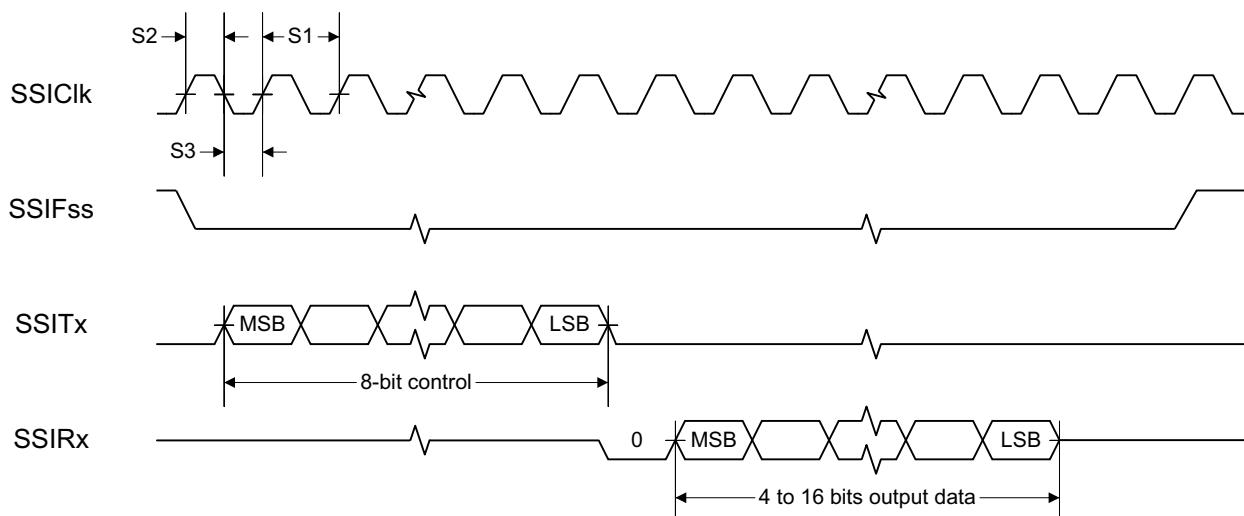 S2
S1
SSIClk
S3
SSIFss
SSITx
MSB
LSB
8-bit control
SSIRx
0
MSB
LSB
4 to 16 bits output data